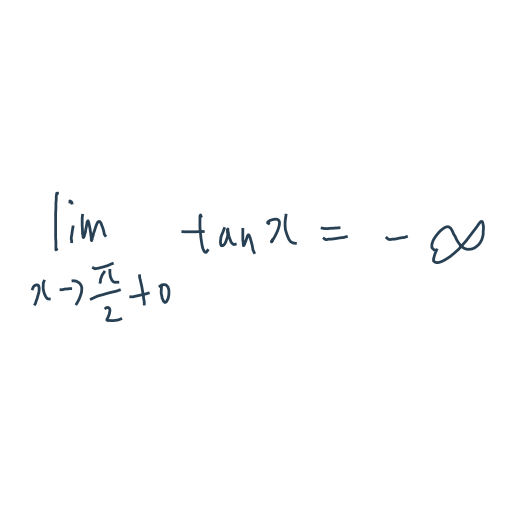 lim tan x = - ∞
x→π/2+0